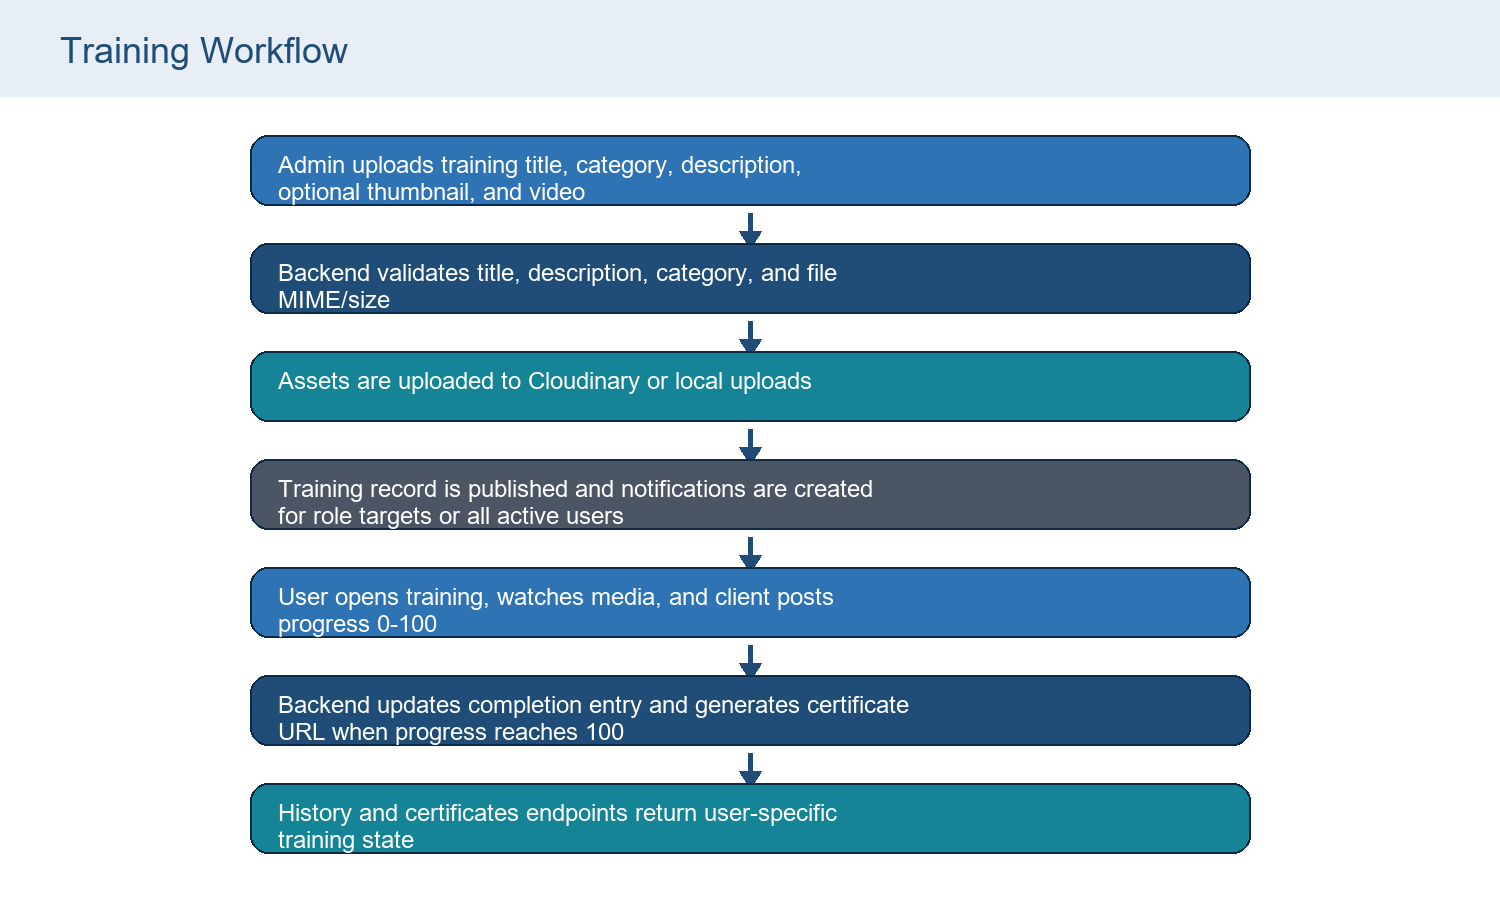 Training Workflow
Admin uploads training title, category, description,
optional thumbnail, and video
Backend validates title, description, category, and file
MIME/size
Assets are uploaded to Cloudinary or local uploads
Training record is published and notifications are created
for role targets or all active users
User opens training, watches media, and client posts
progress 0-100
Backend updates completion entry and generates certificate
URL when progress reaches 100
History and certificates endpoints return user-specific
training state